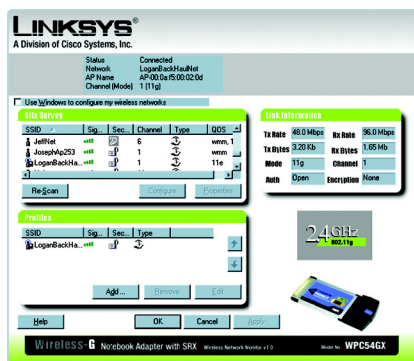 LINKSYS®
A Division of Cisco Systems, Inc.
Status Connected
Network LoganBackHaulNet
AP Name AP-00:0a:f5:00:02:0d
Channel (Mode) 1 (11g)
Use Windows to configure my wireless networks
Site Survey
SSID Sig... Sec... Channel Type QOS
JeffNet 6 wmm, 1
JosephAp253 1 wmm
LoganBackHa... 1 11e
Re-Scan Configure Properties
Link Information
Tx Rate 48.0 Mbps Rx Rate 96.0 Mbps
Tx Bytes 3.20 Kb Rx Bytes 1.65 Mb
Mode 11g Channel 1
Auth Open Encryption None
Profiles
SSID Sig... Sec... Type
LoganBackHa...
Add... Remove Edit
2.4GHz
802.11g
Help OK Cancel Apply
Wireless-G Notebook Adapter with SRX Wireless Network Monitor v1.0 Model No. WPC54GX